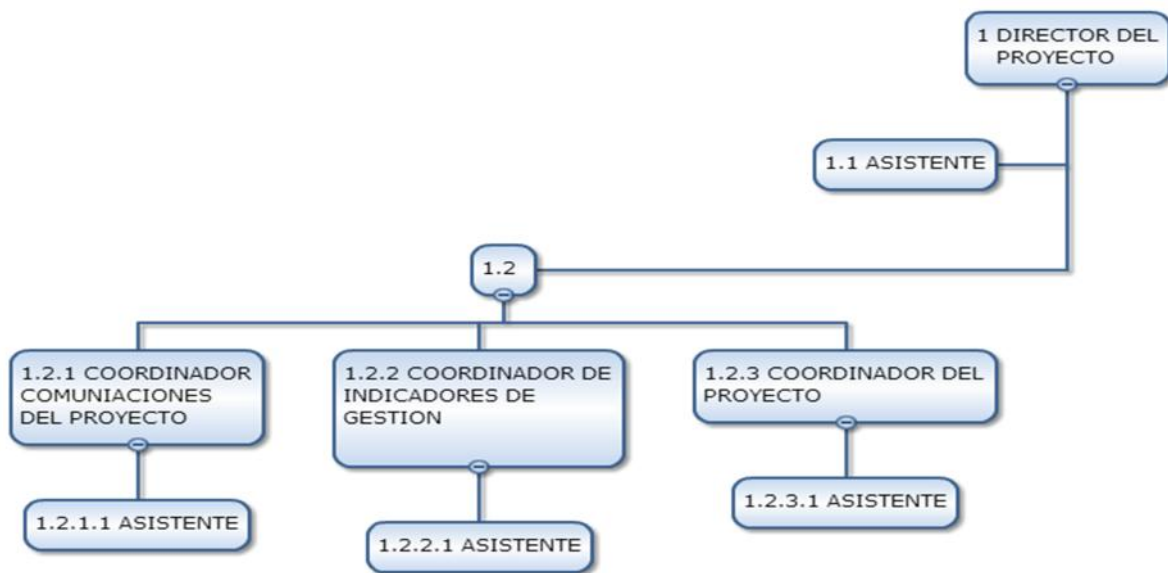 1 DIRECTOR DEL
PROYECTO
1.1 ASISTENTE
1.2
1.2.1 COORDINADOR
COMUNIACIONES
DEL PROYECTO
1.2.2 COORDINADOR DE
INDICADORES DE
GESTION
1.2.3 COORDINADOR DEL
PROYECTO
1.2.1.1 ASISTENTE
1.2.2.1 ASISTENTE
1.2.3.1 ASISTENTE